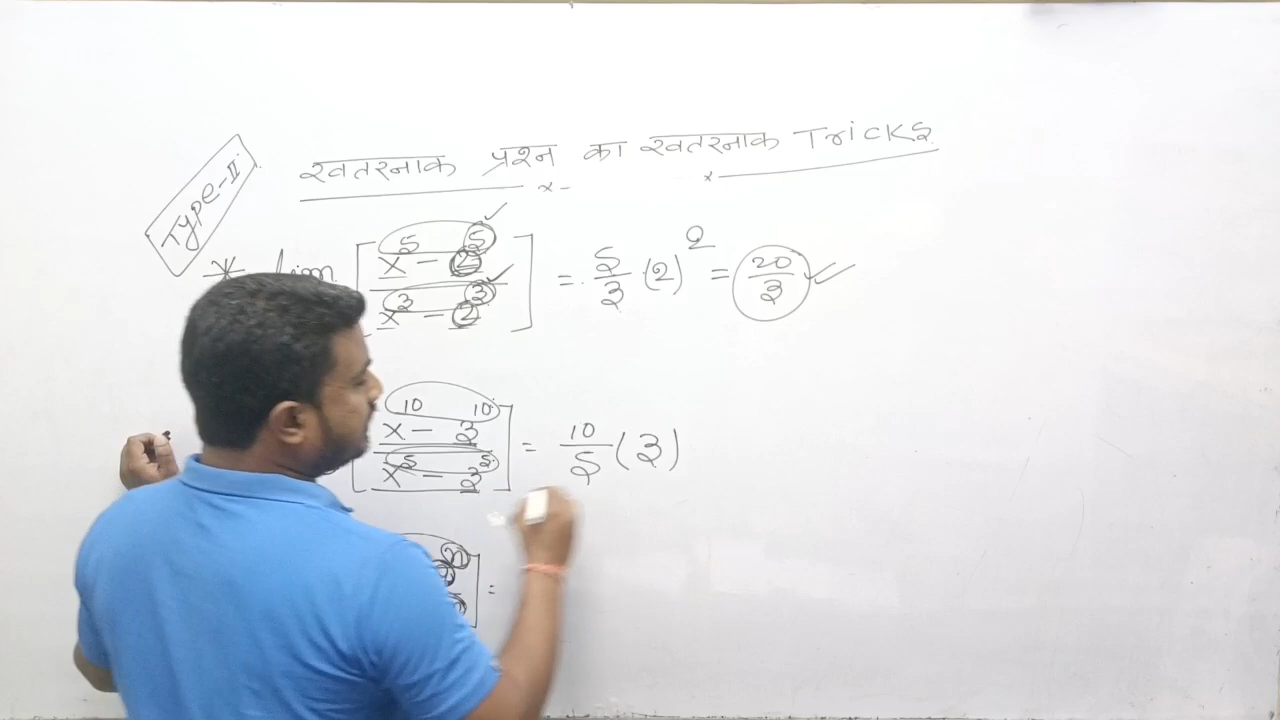 Type-II
खतरनाक प्रश्न का खतरनाक Tricks
* lim [ (x⁵ - 2⁵) / (x³ - 2³) ] = 5/3 (2)² = 20/3
[ (x¹⁰ - 3¹⁰) / (x⁵ - 3⁵) ] = 10/5 (3)
] =